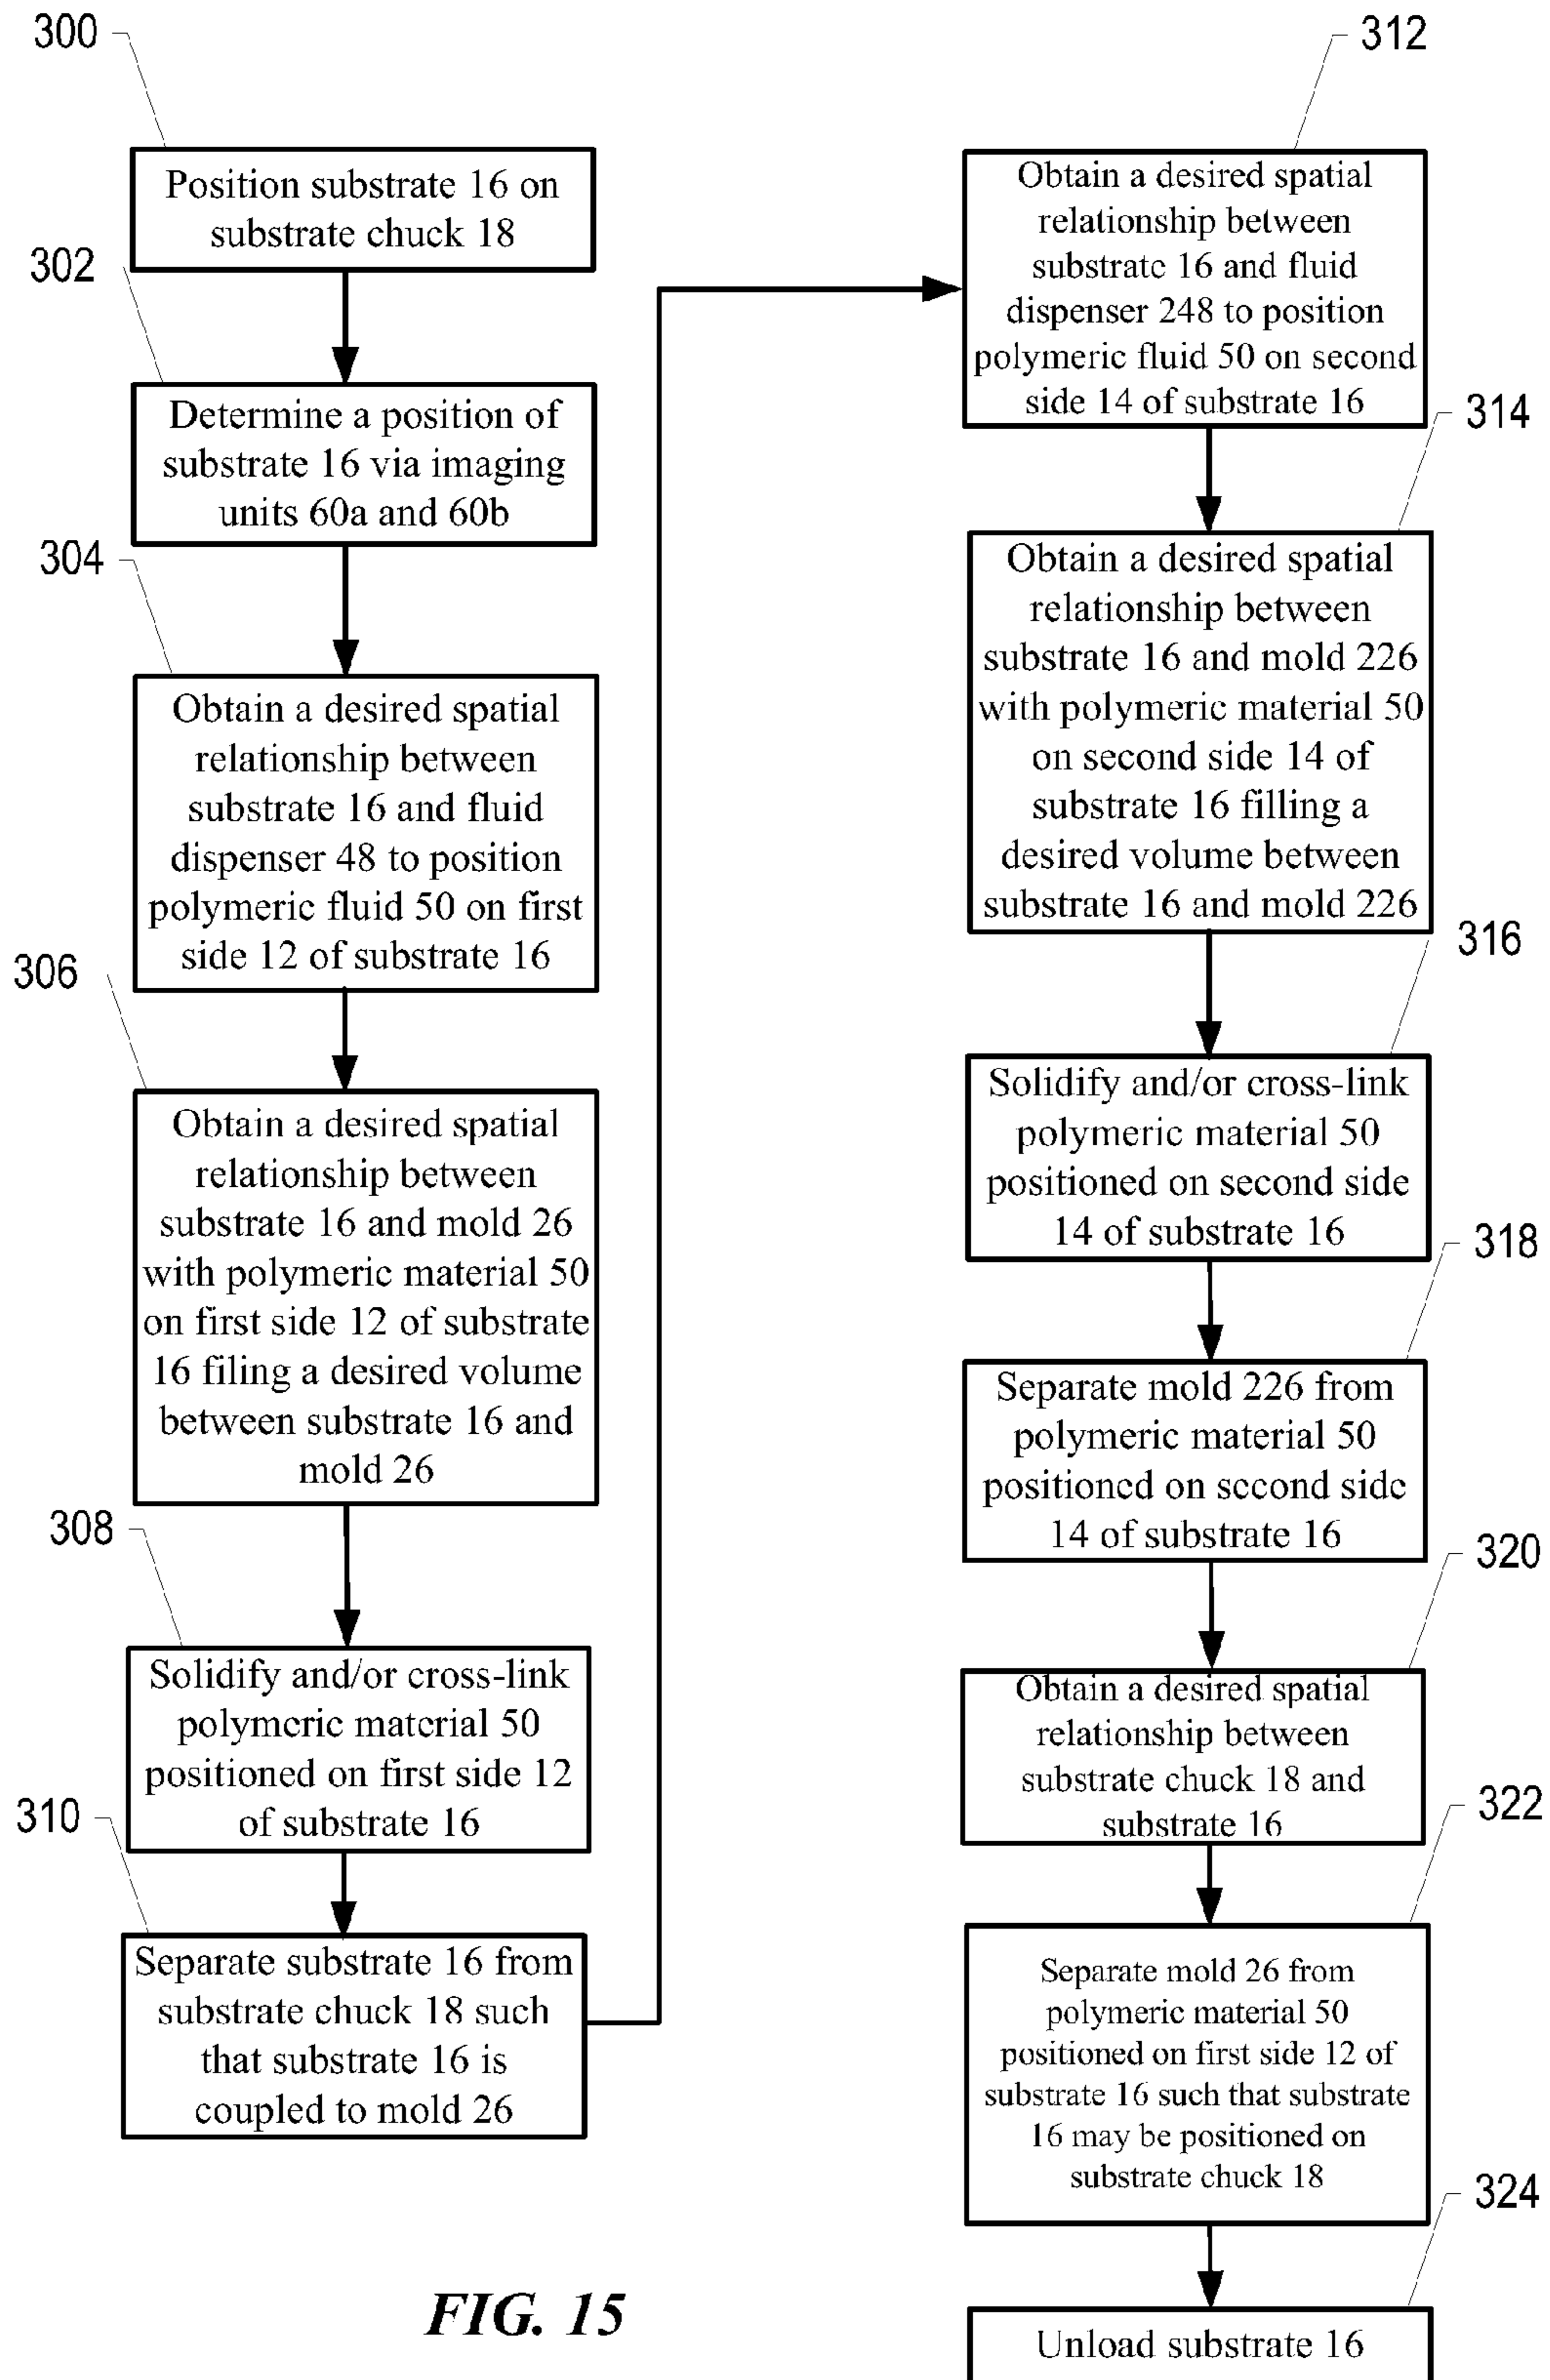 300
Position substrate 16 on
substrate chuck 18
302
Determine a position of
substrate 16 via imaging
units 60a and 60b
304
Obtain a desired spatial
relationship between
substrate 16 and fluid
dispenser 48 to position
polymeric fluid 50 on first
side 12 of substrate 16
306
Obtain a desired spatial
relationship between
substrate 16 and mold 26
with polymeric material 50
on first side 12 of substrate
16 filing a desired volume
between substrate 16 and
mold 26
308
Solidify and/or cross-link
polymeric material 50
positioned on first side 12
of substrate 16
310
Separate substrate 16 from
substrate chuck 18 such
that substrate 16 is
coupled to mold 26
312
Obtain a desired spatial
relationship between
substrate 16 and fluid
dispenser 248 to position
polymeric fluid 50 on second
side 14 of substrate 16
314
Obtain a desired spatial
relationship between
substrate 16 and mold 226
with polymeric material 50
on second side 14 of
substrate 16 filling a
desired volume between
substrate 16 and mold 226
316
Solidify and/or cross-link
polymeric material 50
positioned on second side
14 of substrate 16
318
Separate mold 226 from
polymeric material 50
positioned on second side
14 of substrate 16
320
Obtain a desired spatial
relationship between
substrate chuck 18 and
substrate 16
322
Separate mold 26 from
polymeric material 50
positioned on first side 12 of
substrate 16 such that substrate
16 may be positioned on
substrate chuck 18
324
Unload substrate 16
FIG. 15